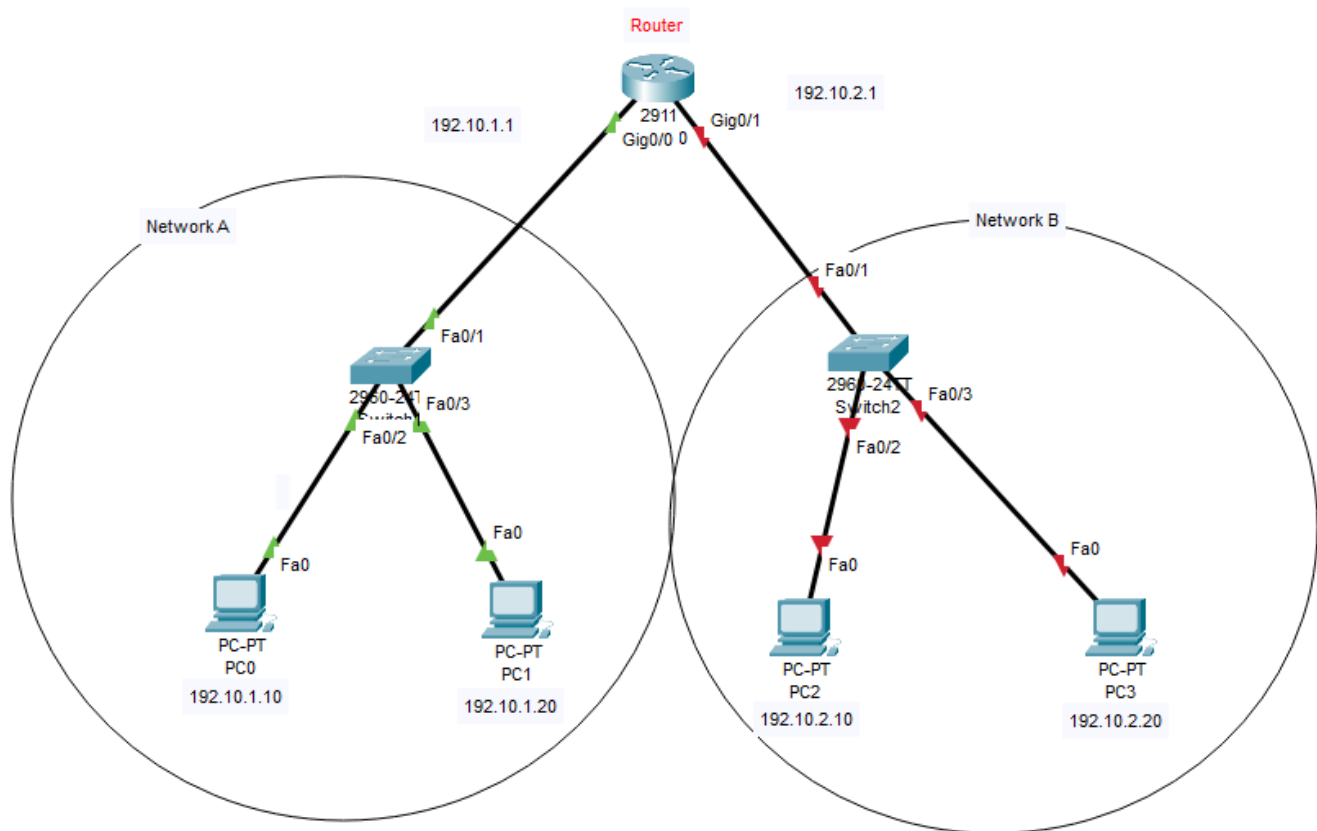 Router
192.10.2.1
2911
Gig0/1
192.10.1.1
Gig0/0 0
Network A
Network B
Fa0/1
Fa0/1
Fa0/3
Fa0/2
Switch2
Fa0/3
Fa0/2
Fa0
Fa0
Fa0
Fa0
PC-PT
PC0
192.10.1.10
PC-PT
PC1
192.10.1.20
PC-PT
PC2
192.10.2.10
PC-PT
PC3
192.10.2.20